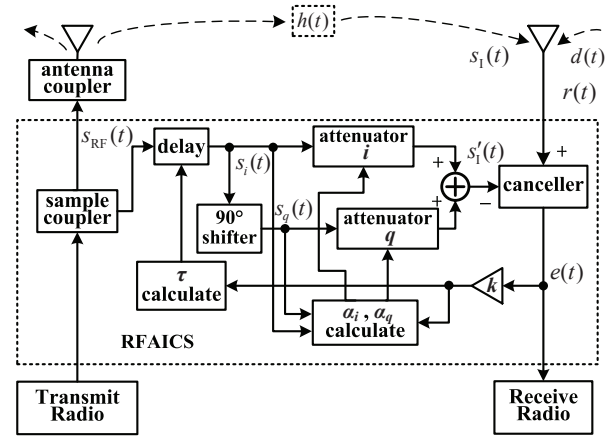 h(t)
s_I(t)
d(t)
antenna
coupler
r(t)
s_RF(t)
delay
s_i(t)
attenuator
i
+
s′_I(t)
+
+
−
canceller
sample
coupler
90°
shifter
s_q(t)
attenuator
q
τ
calculate
k
e(t)
α_i , α_q
calculate
RFAICS
Transmit
Radio
Receive
Radio